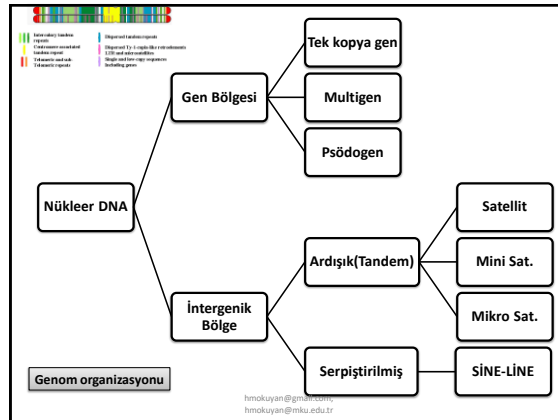 Intercalary tandem
repeats
Centromere-associated
tandem repeat
Telomeric and sub-
Telomeric repeats
Dispersed tandem repeats
Dispersed Ty-1 copia-like retroelements
LTR and microsatellites
Single and low copy sequences
Including genes
Tek kopya gen
Gen Bölgesi
Multigen
Psödogen
Nükleer DNA
Satellit
Ardışık(Tandem)
Mini Sat.
İntergenik
Bölge
Mikro Sat.
Serpiştirilmiş
SİNE-LİNE
Genom organizasyonu
hmokuyan@gmail.com;
hmokuyan@mku.edu.tr